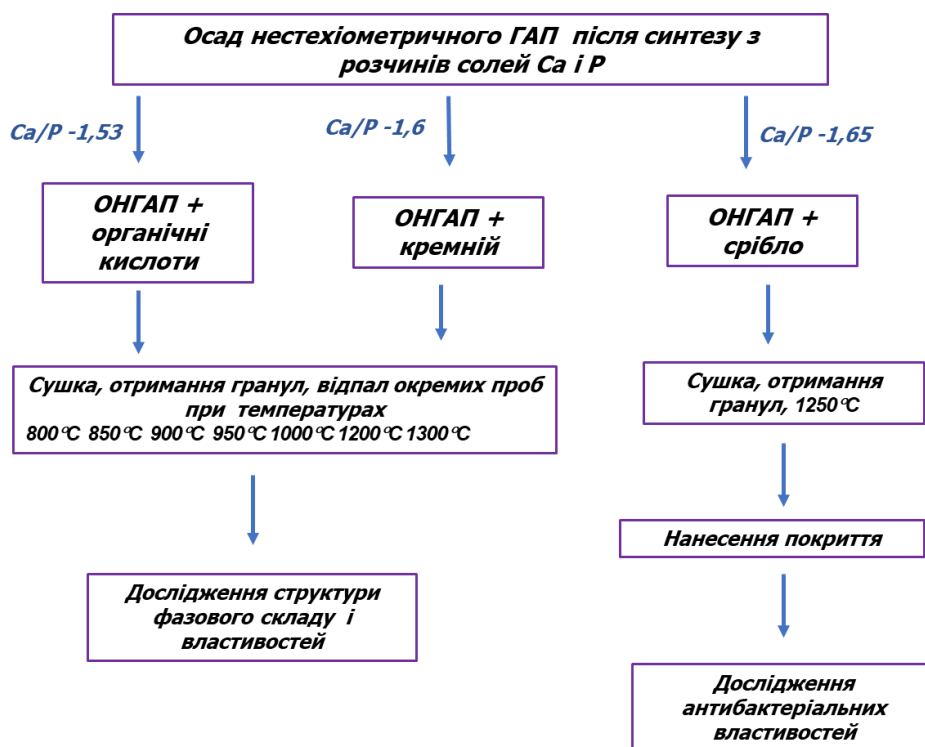 Осад нестехіометричного ГАП після синтезу з
розчинів солей Са і Р
Ca/P -1,53
Ca/P -1,6
Ca/P -1,65
ОНГАП +
органічні
кислоти
ОНГАП +
кремній
ОНГАП +
срібло
Сушка, отримання гранул, відпал окремих проб
при температурах
800°С 850°С 900°С 950°С 1000°С 1200°С 1300°С
Сушка, отримання
гранул, 1250°С
Нанесення покриття
Дослідження структури
фазового складу і
властивостей
Дослідження
антибактеріальних
властивостей